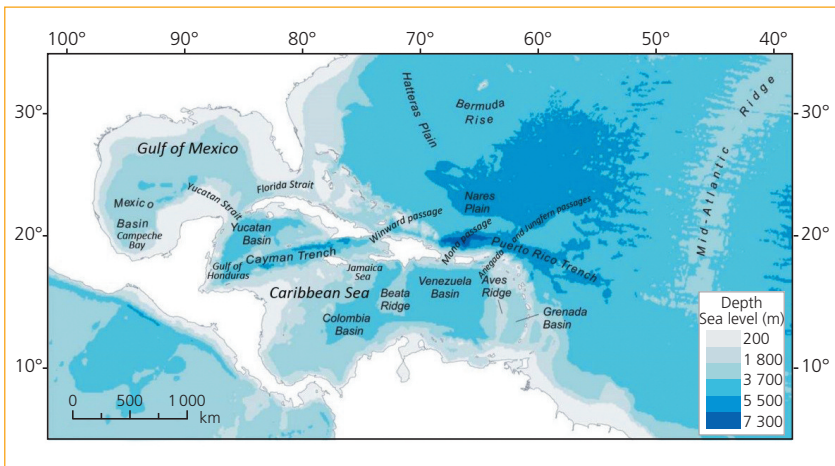 100° 90° 80° 70° 60° 50° 40°
30° 30°
20° 20°
10° 10°
Hatteras Plain
Bermuda
Rise
Mid-Atlantic Ridge
Gulf of Mexico
Florida Strait
Yucatan Strait
Mexico
Basin
Campeche
Bay
Nares
Plain
Yucatan
Basin
Winward passage
Mona passage
Anegada and Jungfern passages
Puerto Rico Trench
Cayman Trench
Gulf of
Honduras
Jamaica
Sea
Caribbean Sea
Beata
Ridge
Venezuela
Basin
Aves
Ridge
Colombia
Basin
Grenada
Basin
Depth
Sea level (m)
200
1 800
3 700
5 500
7 300
0 500 1 000
km